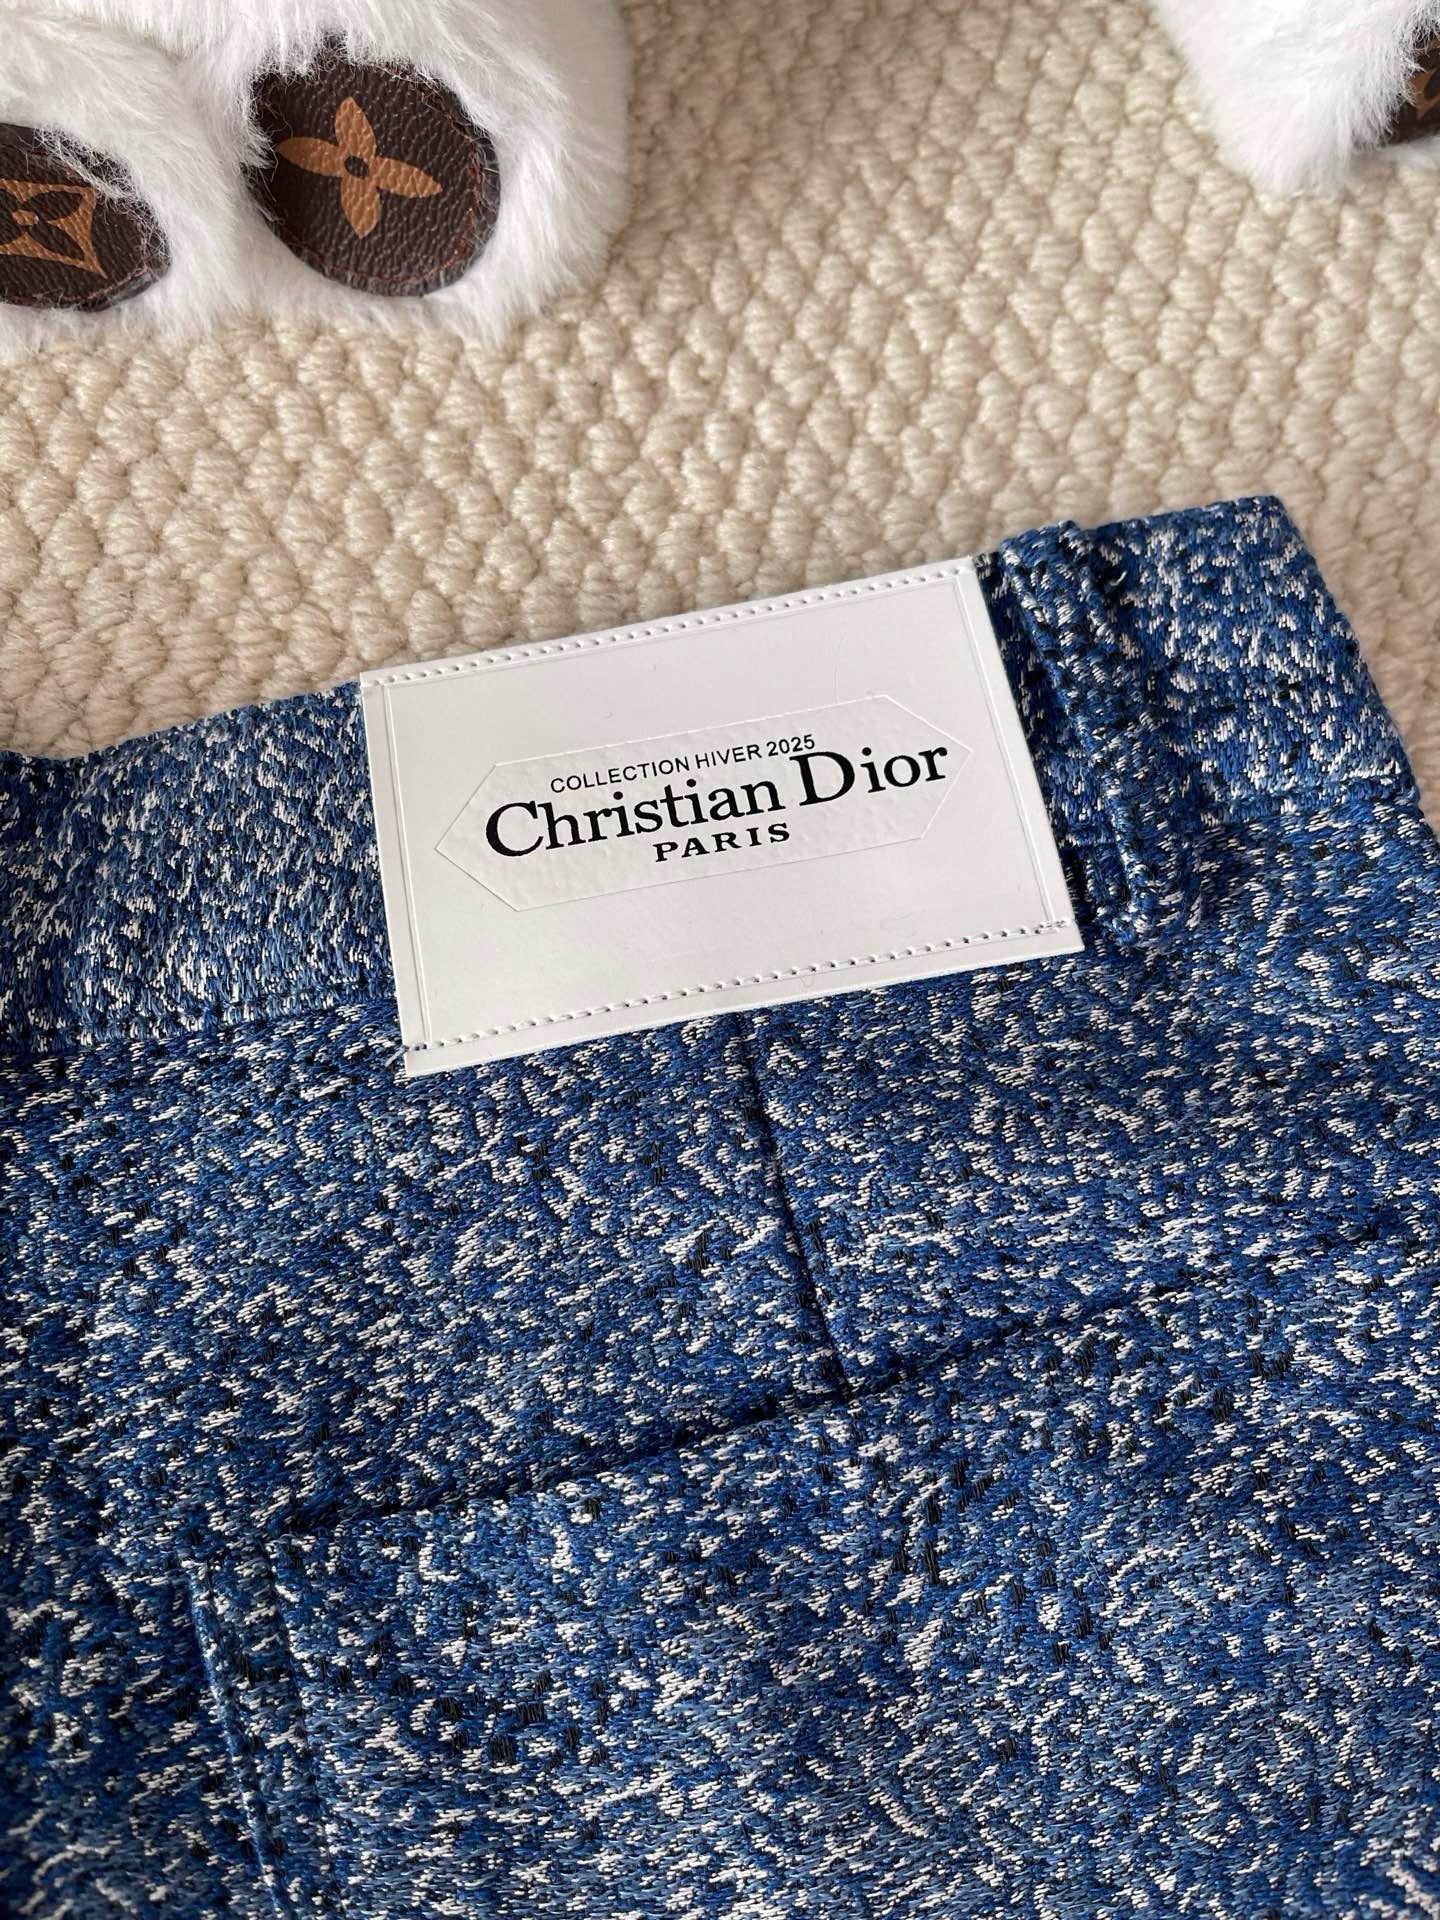 COLLECTION HIVER 2025
Christian Dior
PARIS